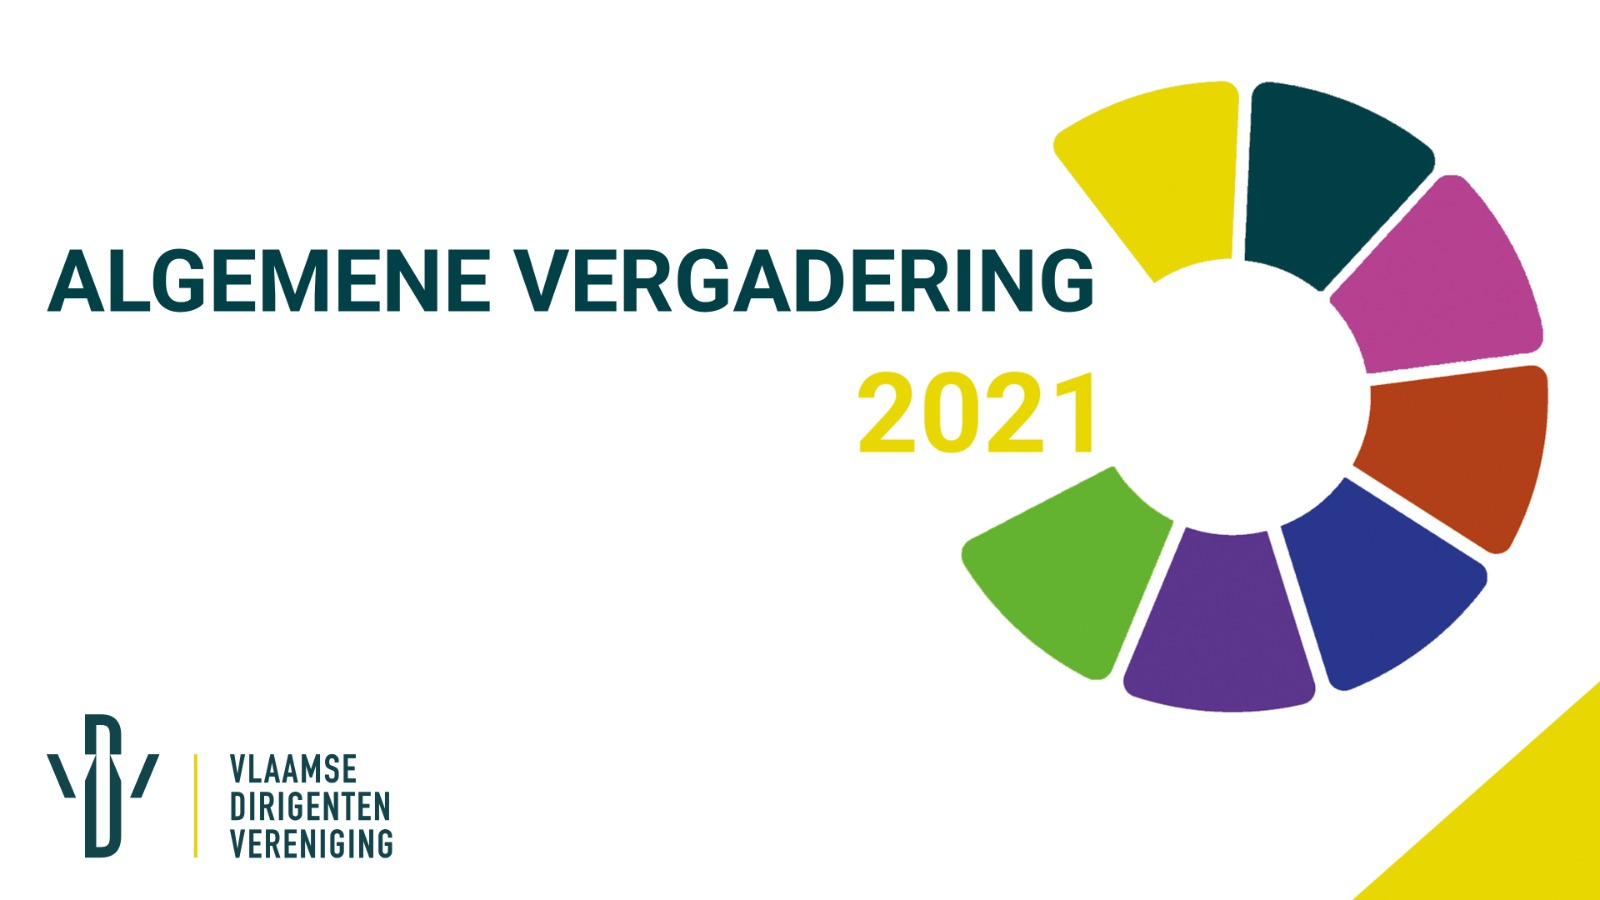 ALGEMENE VERGADERING
2021
VLAAMSE
DIRIGENTEN
VERENIGING